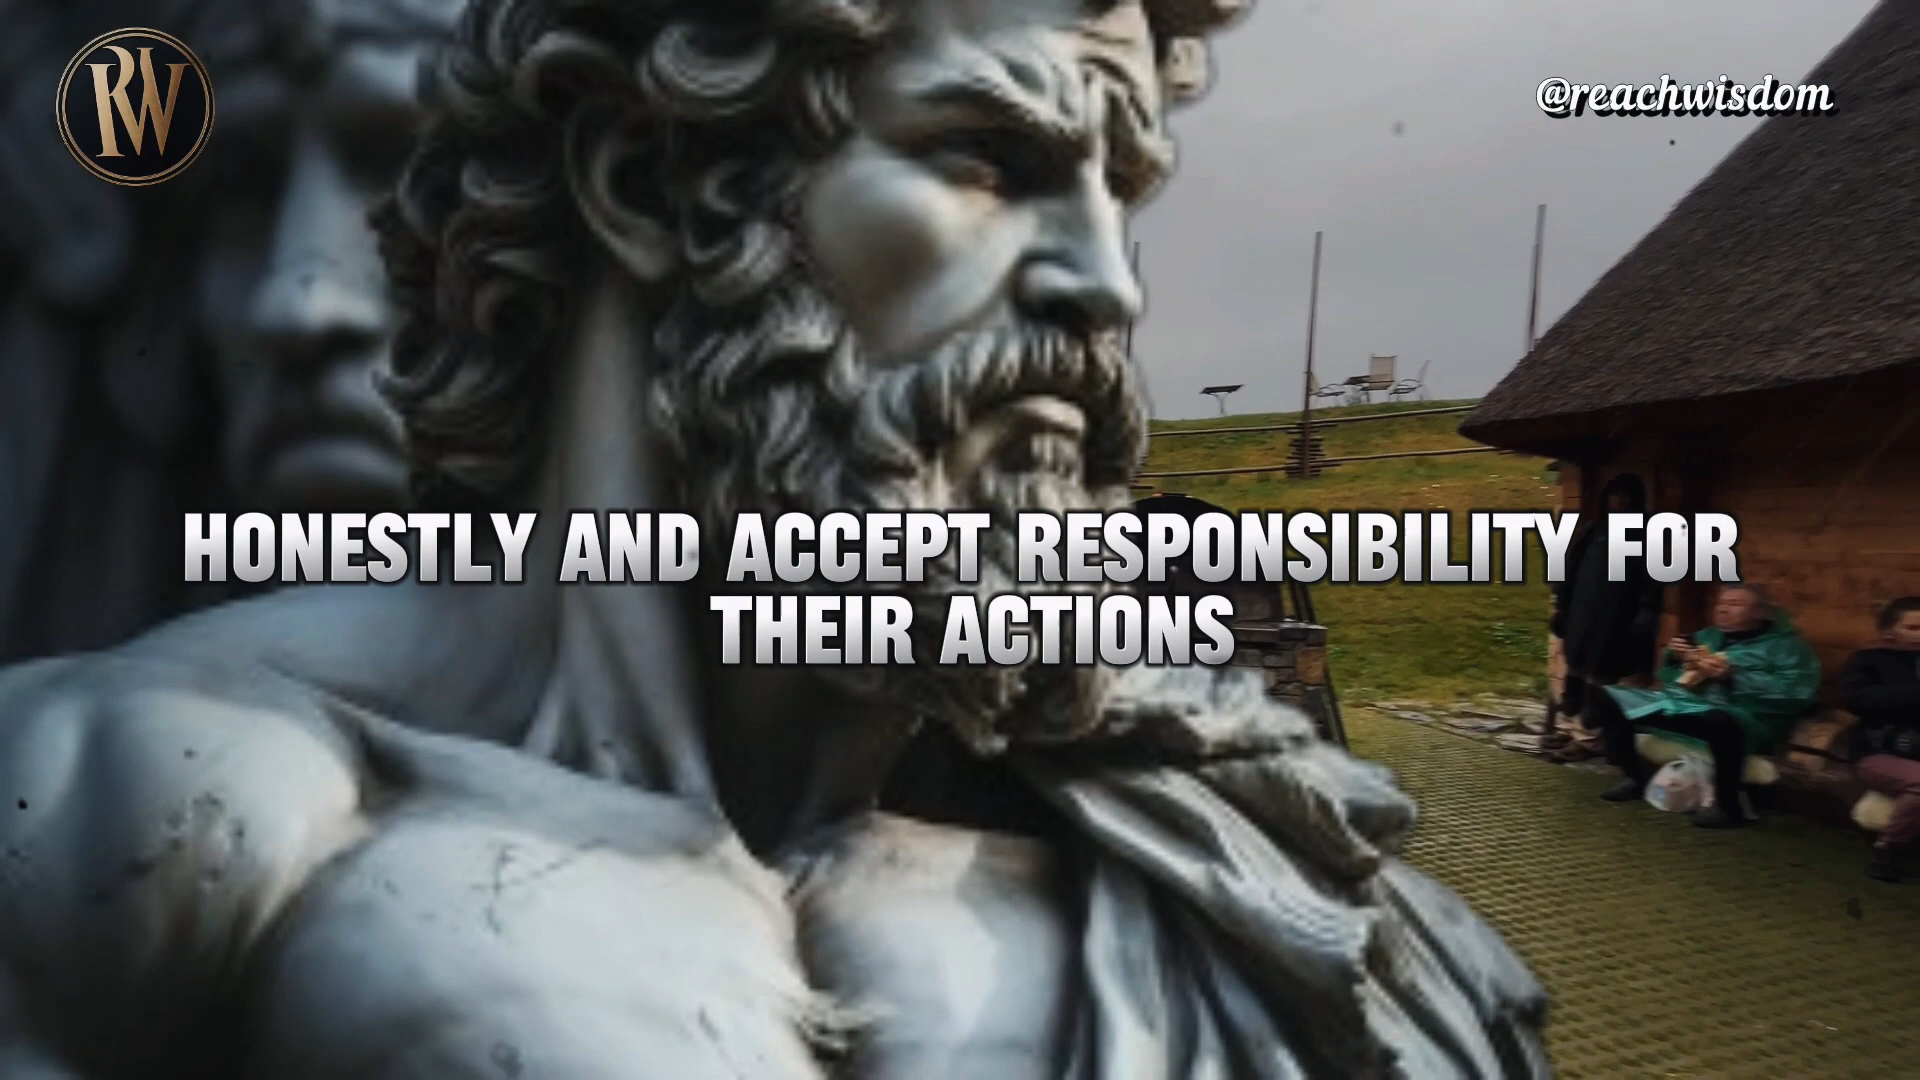 RW
@reachwisdom
HONESTLY AND ACCEPT RESPONSIBILITY FOR
THEIR ACTIONS